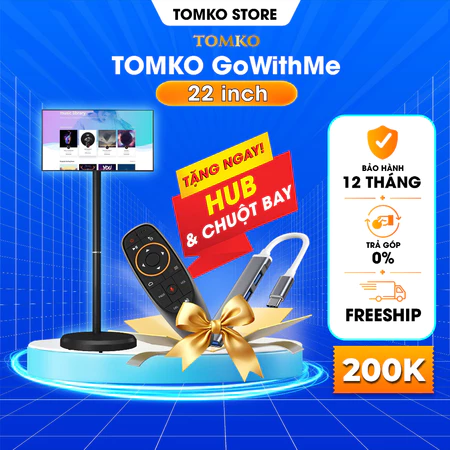 TOMKO STORE
TOMKO
TOMKO GoWithMe
22 inch
TẶNG NGAY!
HUB
& CHUỘT BAY
BẢO HÀNH
12 THÁNG
TRẢ GÓP
0%
FREESHIP
200K